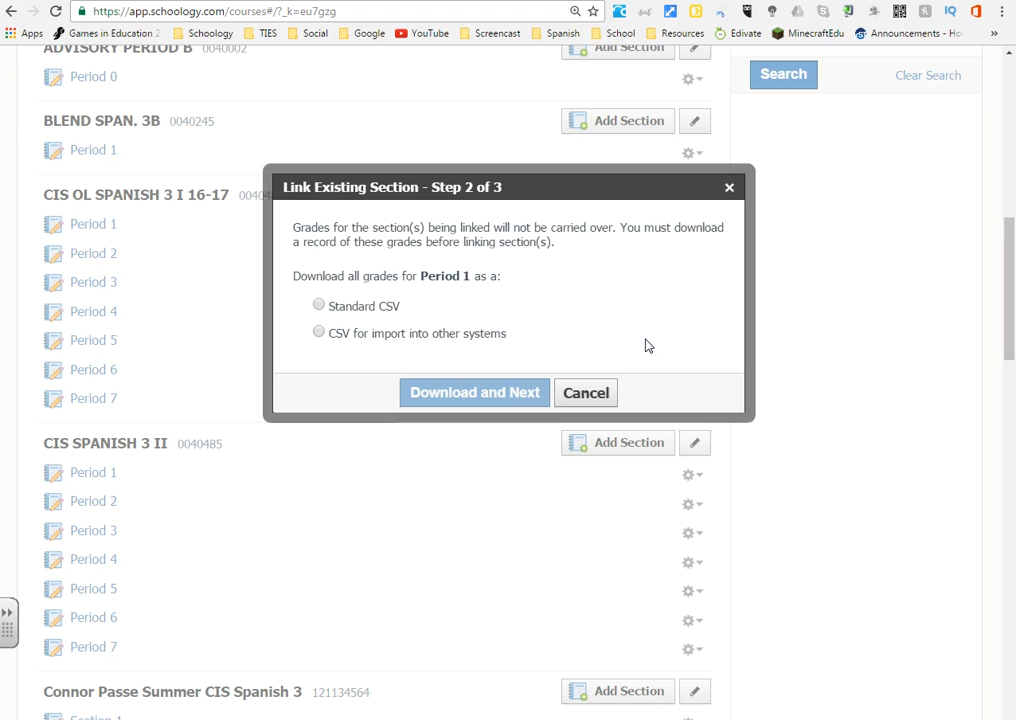 https://app.schoology.com/courses#/?_k=eu7gzg
Apps Games in Education 2 Schoology TIES Social Google YouTube Screencast Spanish School Resources Edivate MinecraftEdu Announcements - Ho »
ADVISORY PERIOD B 0040002 Add Section
Period 0
Search Clear Search
BLEND SPAN. 3B 0040245 Add Section
Period 1
CIS OL SPANISH 3 I 16-17
Period 1
Period 2
Period 3
Period 4
Period 5
Period 6
Period 7
Link Existing Section - Step 2 of 3 ×
Grades for the section(s) being linked will not be carried over. You must download
a record of these grades before linking section(s).
Download all grades for Period 1 as a:
Standard CSV
CSV for import into other systems
Download and Next Cancel
CIS SPANISH 3 II 0040485 Add Section
Period 1
Period 2
Period 3
Period 4
Period 5
Period 6
Period 7
Connor Passe Summer CIS Spanish 3 121134564 Add Section
Section 1